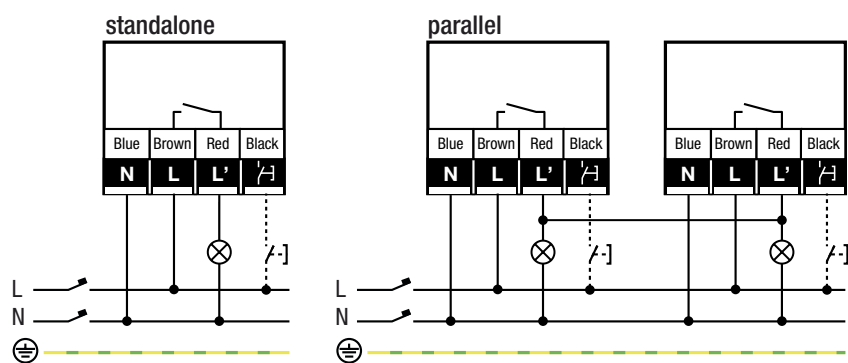 standalone
Blue Brown Red Black
N L L'
L
N
parallel
Blue Brown Red Black
N L L'
Blue Brown Red Black
N L L'
L
N